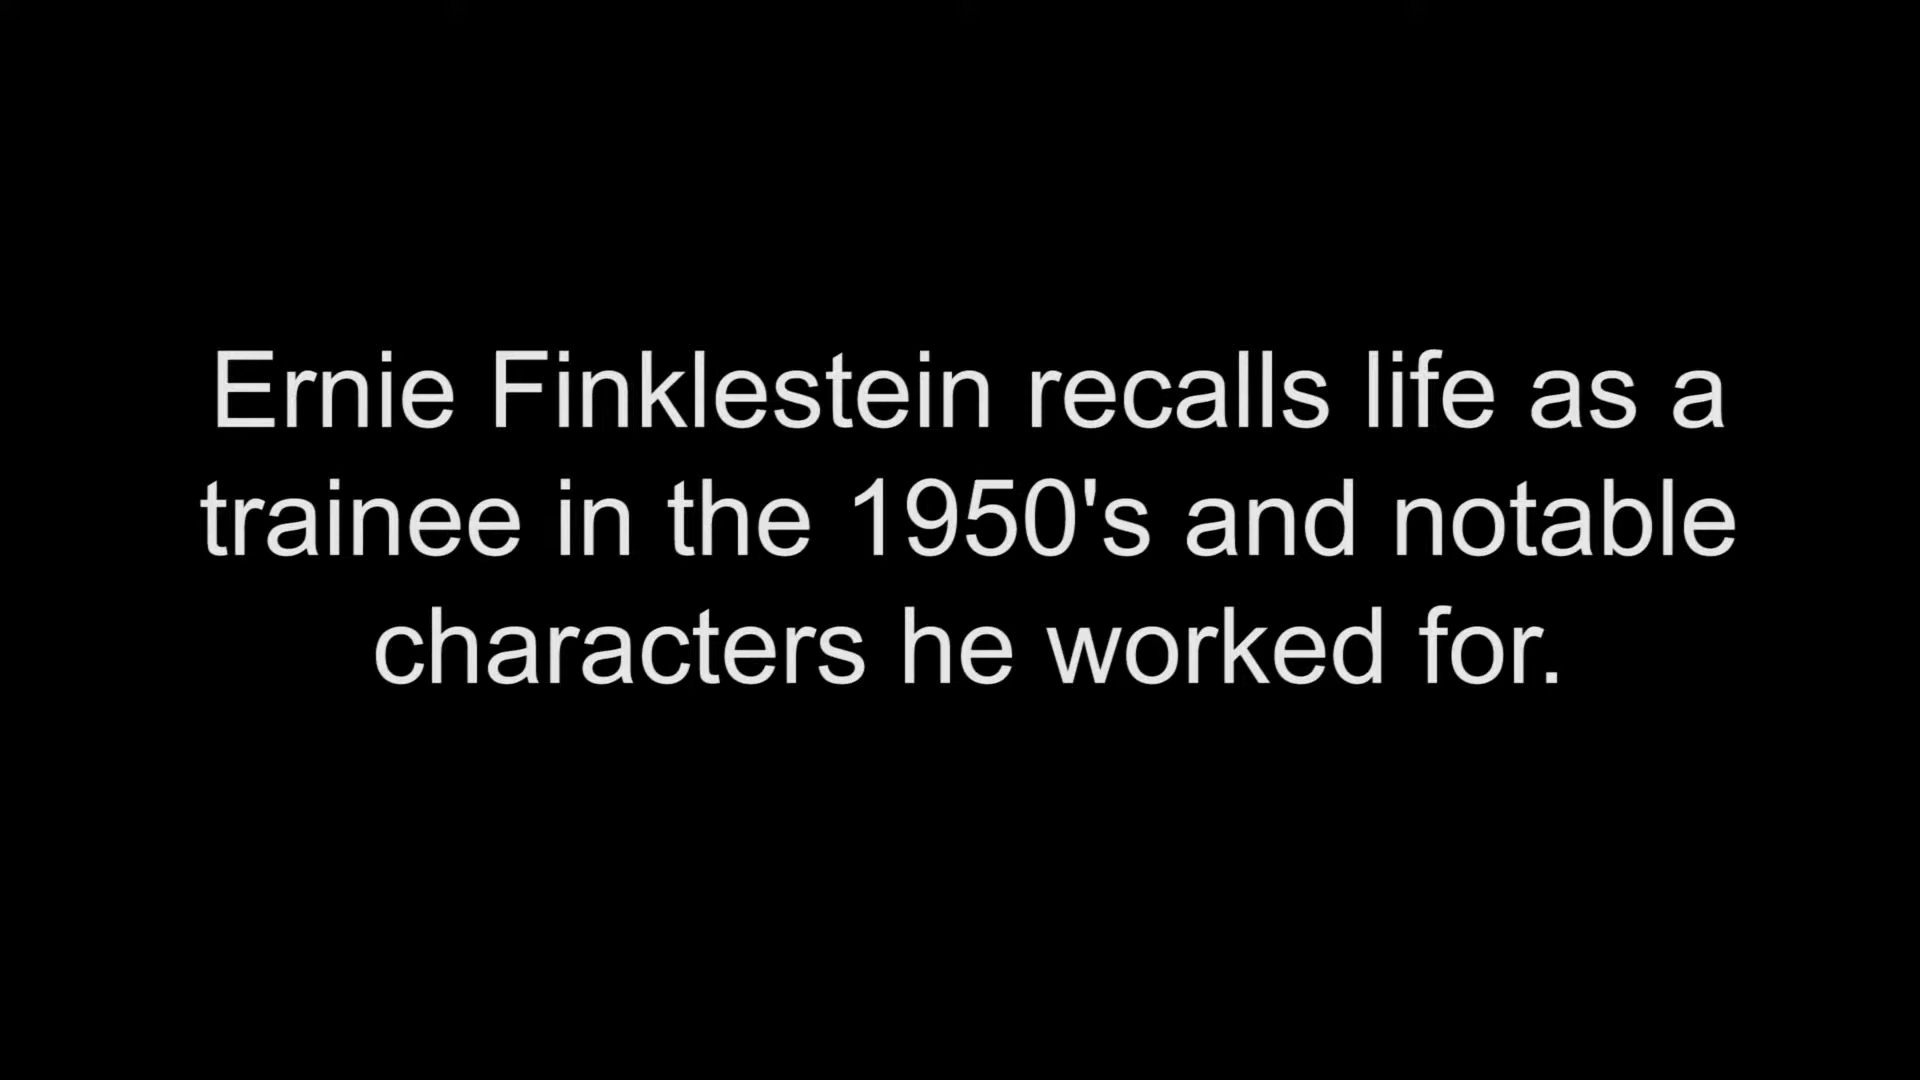 Ernie Finklestein recalls life as a
trainee in the 1950's and notable
characters he worked for.